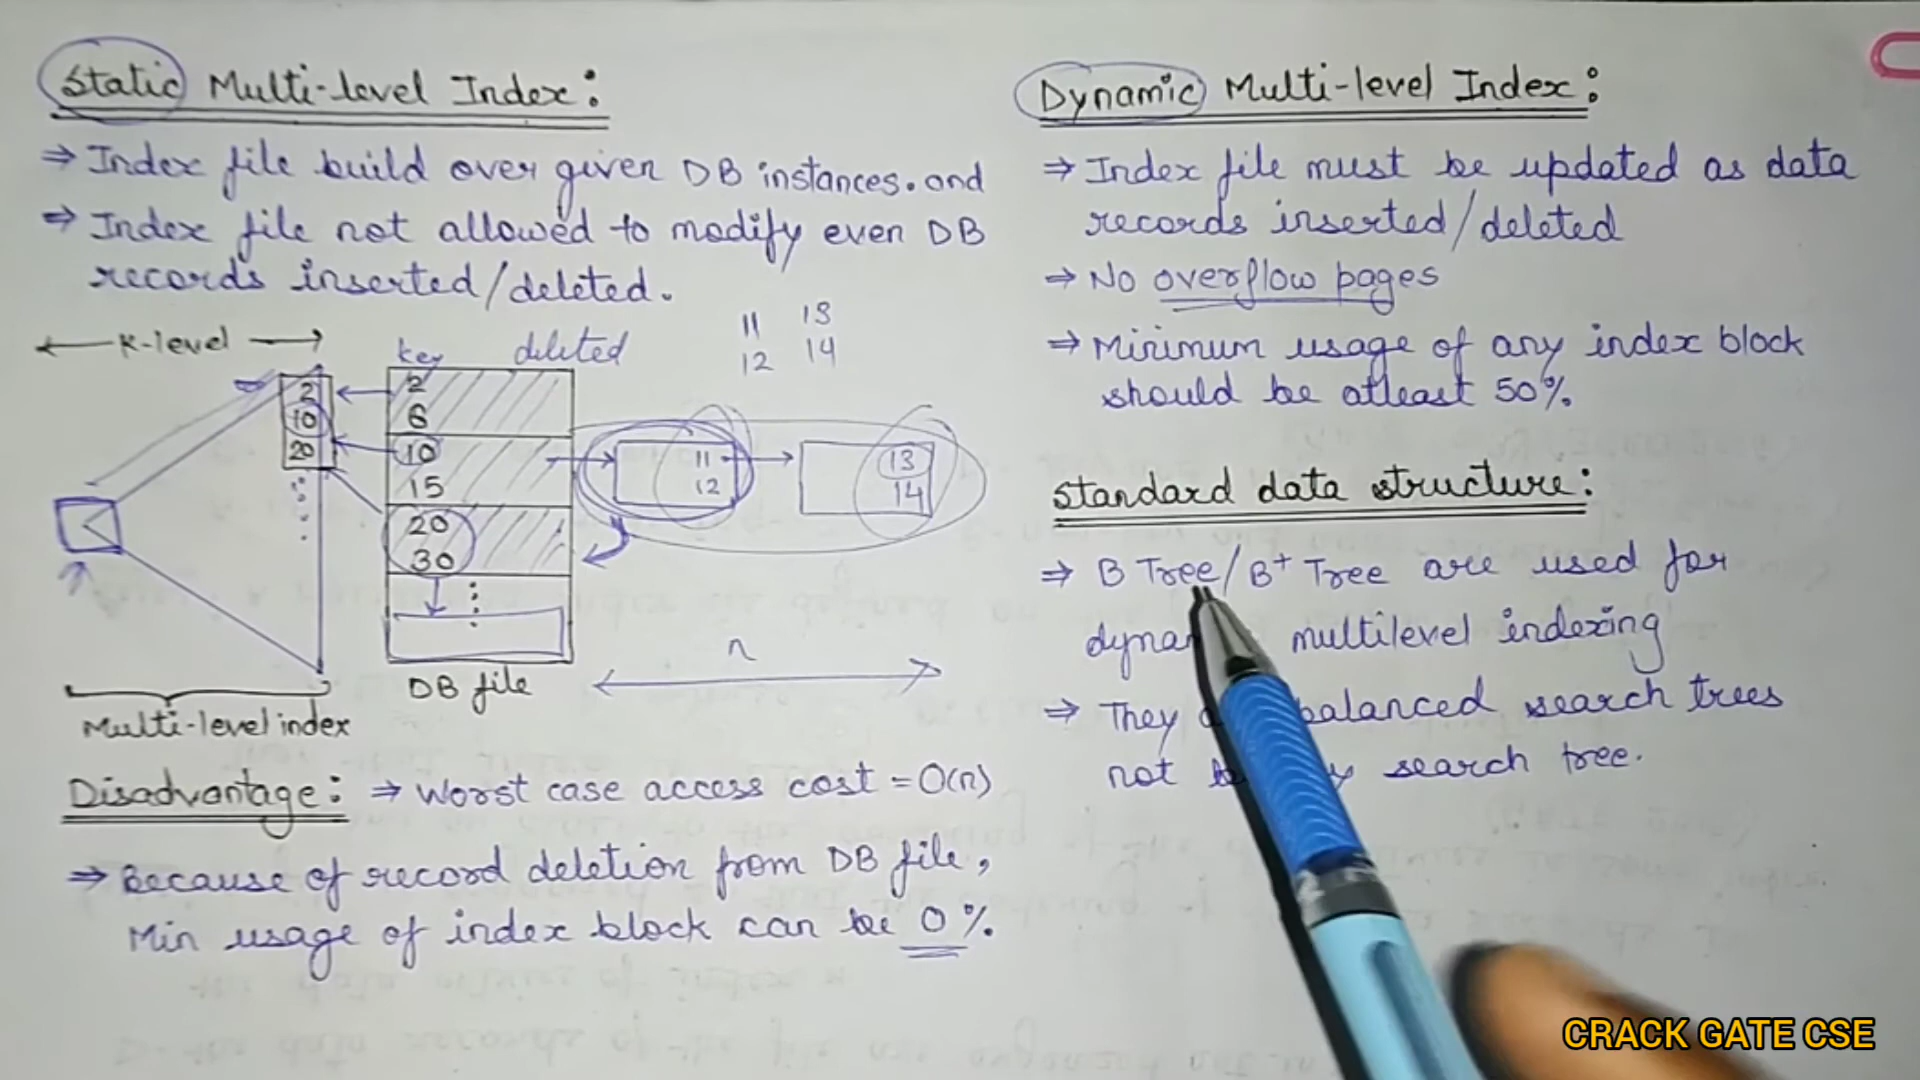 Static Multi-level Index:
⇒ Index file build over given DB instances. and
⇒ Index file not allowed to modify even DB
records inserted/deleted.
K-level
key
deleted
11 13
12 14
2
10
20
2
6
10
15
20
30
11
12
13
14
n
DB file
Multi-level index
Disadvantage: ⇒ Worst case access cost = O(n)
⇒ Because of record deletion from DB file,
Min usage of index block can be 0%.
Dynamic Multi-level Index:
⇒ Index file must be updated as data
records inserted/deleted
⇒ No overflow pages
⇒ Minimum usage of any index block
should be atleast 50%.
Standard data structure:
⇒ B Tree/B+ Tree are used for
multilevel indexing
⇒ They balanced search trees
not search tree.
CRACK GATE CSE